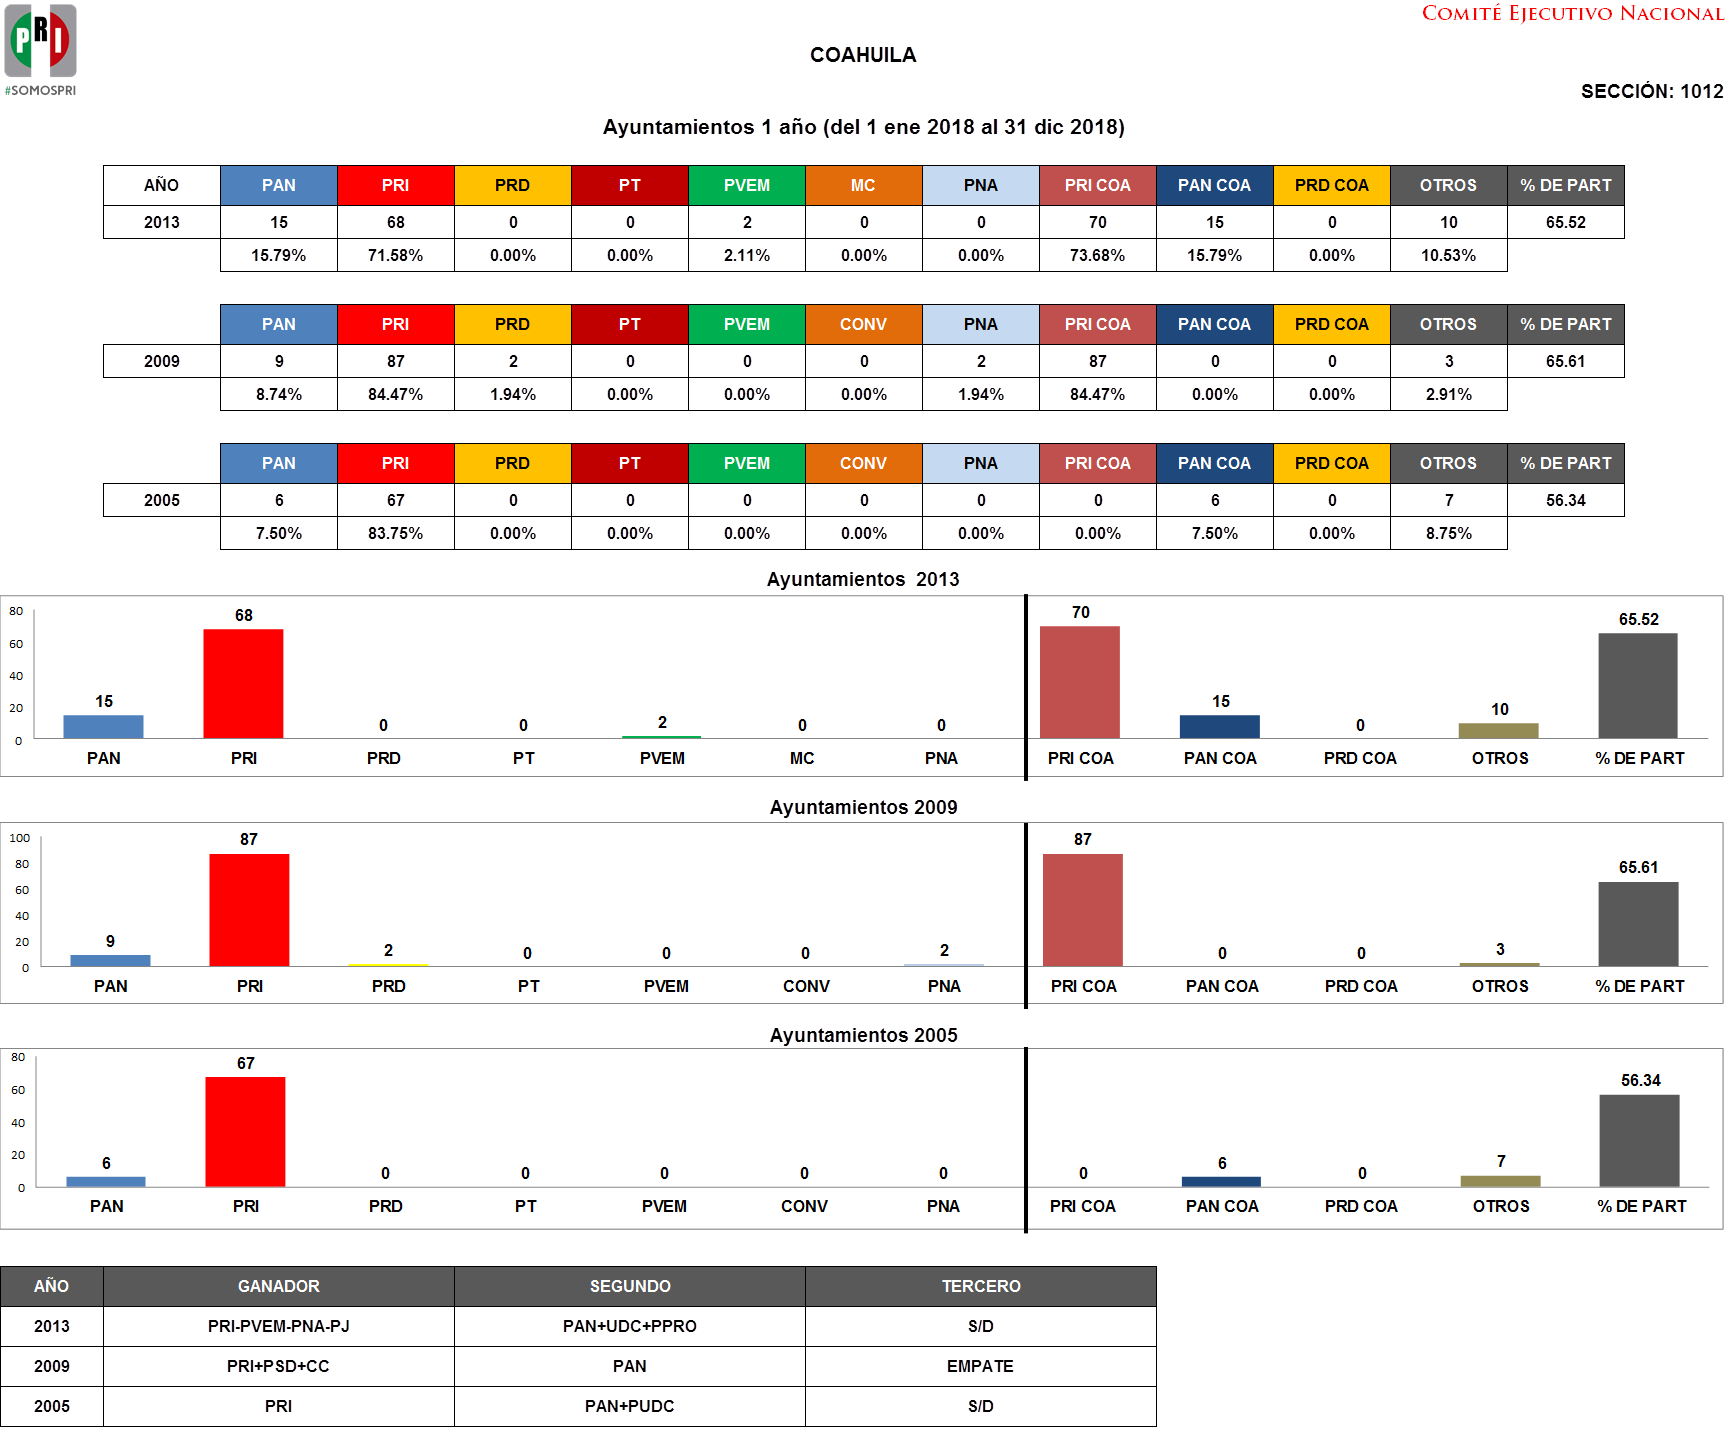 PRI
#SOMOSPRI
COMITÉ EJECUTIVO NACIONAL
COAHUILA
SECCIÓN: 1012
Ayuntamientos 1 año (del 1 ene 2018 al 31 dic 2018)
AÑO PAN PRI PRD PT PVEM MC PNA PRI COA PAN COA PRD COA OTROS % DE PART
2013 15 68 0 0 2 0 0 70 15 0 10 65.52
15.79% 71.58% 0.00% 0.00% 2.11% 0.00% 0.00% 73.68% 15.79% 0.00% 10.53%
PAN PRI PRD PT PVEM CONV PNA PRI COA PAN COA PRD COA OTROS % DE PART
2009 9 87 2 0 0 0 2 87 0 0 3 65.61
8.74% 84.47% 1.94% 0.00% 0.00% 0.00% 1.94% 84.47% 0.00% 0.00% 2.91%
PAN PRI PRD PT PVEM CONV PNA PRI COA PAN COA PRD COA OTROS % DE PART
2005 6 67 0 0 0 0 0 0 6 0 7 56.34
7.50% 83.75% 0.00% 0.00% 0.00% 0.00% 0.00% 0.00% 7.50% 0.00% 8.75%
Ayuntamientos 2013
80
60
40
20
0
15 68 0 0 2 0 0 70 15 0 10 65.52
PAN PRI PRD PT PVEM MC PNA PRI COA PAN COA PRD COA OTROS % DE PART
Ayuntamientos 2009
100
80
60
40
20
0
9 87 2 0 0 0 2 87 0 0 3 65.61
PAN PRI PRD PT PVEM CONV PNA PRI COA PAN COA PRD COA OTROS % DE PART
Ayuntamientos 2005
80
60
40
20
0
6 67 0 0 0 0 0 0 6 0 7 56.34
PAN PRI PRD PT PVEM CONV PNA PRI COA PAN COA PRD COA OTROS % DE PART
AÑO GANADOR SEGUNDO TERCERO
2013 PRI-PVEM-PNA-PJ PAN+UDC+PPRO S/D
2009 PRI+PSD+CC PAN EMPATE
2005 PRI PAN+PUDC S/D